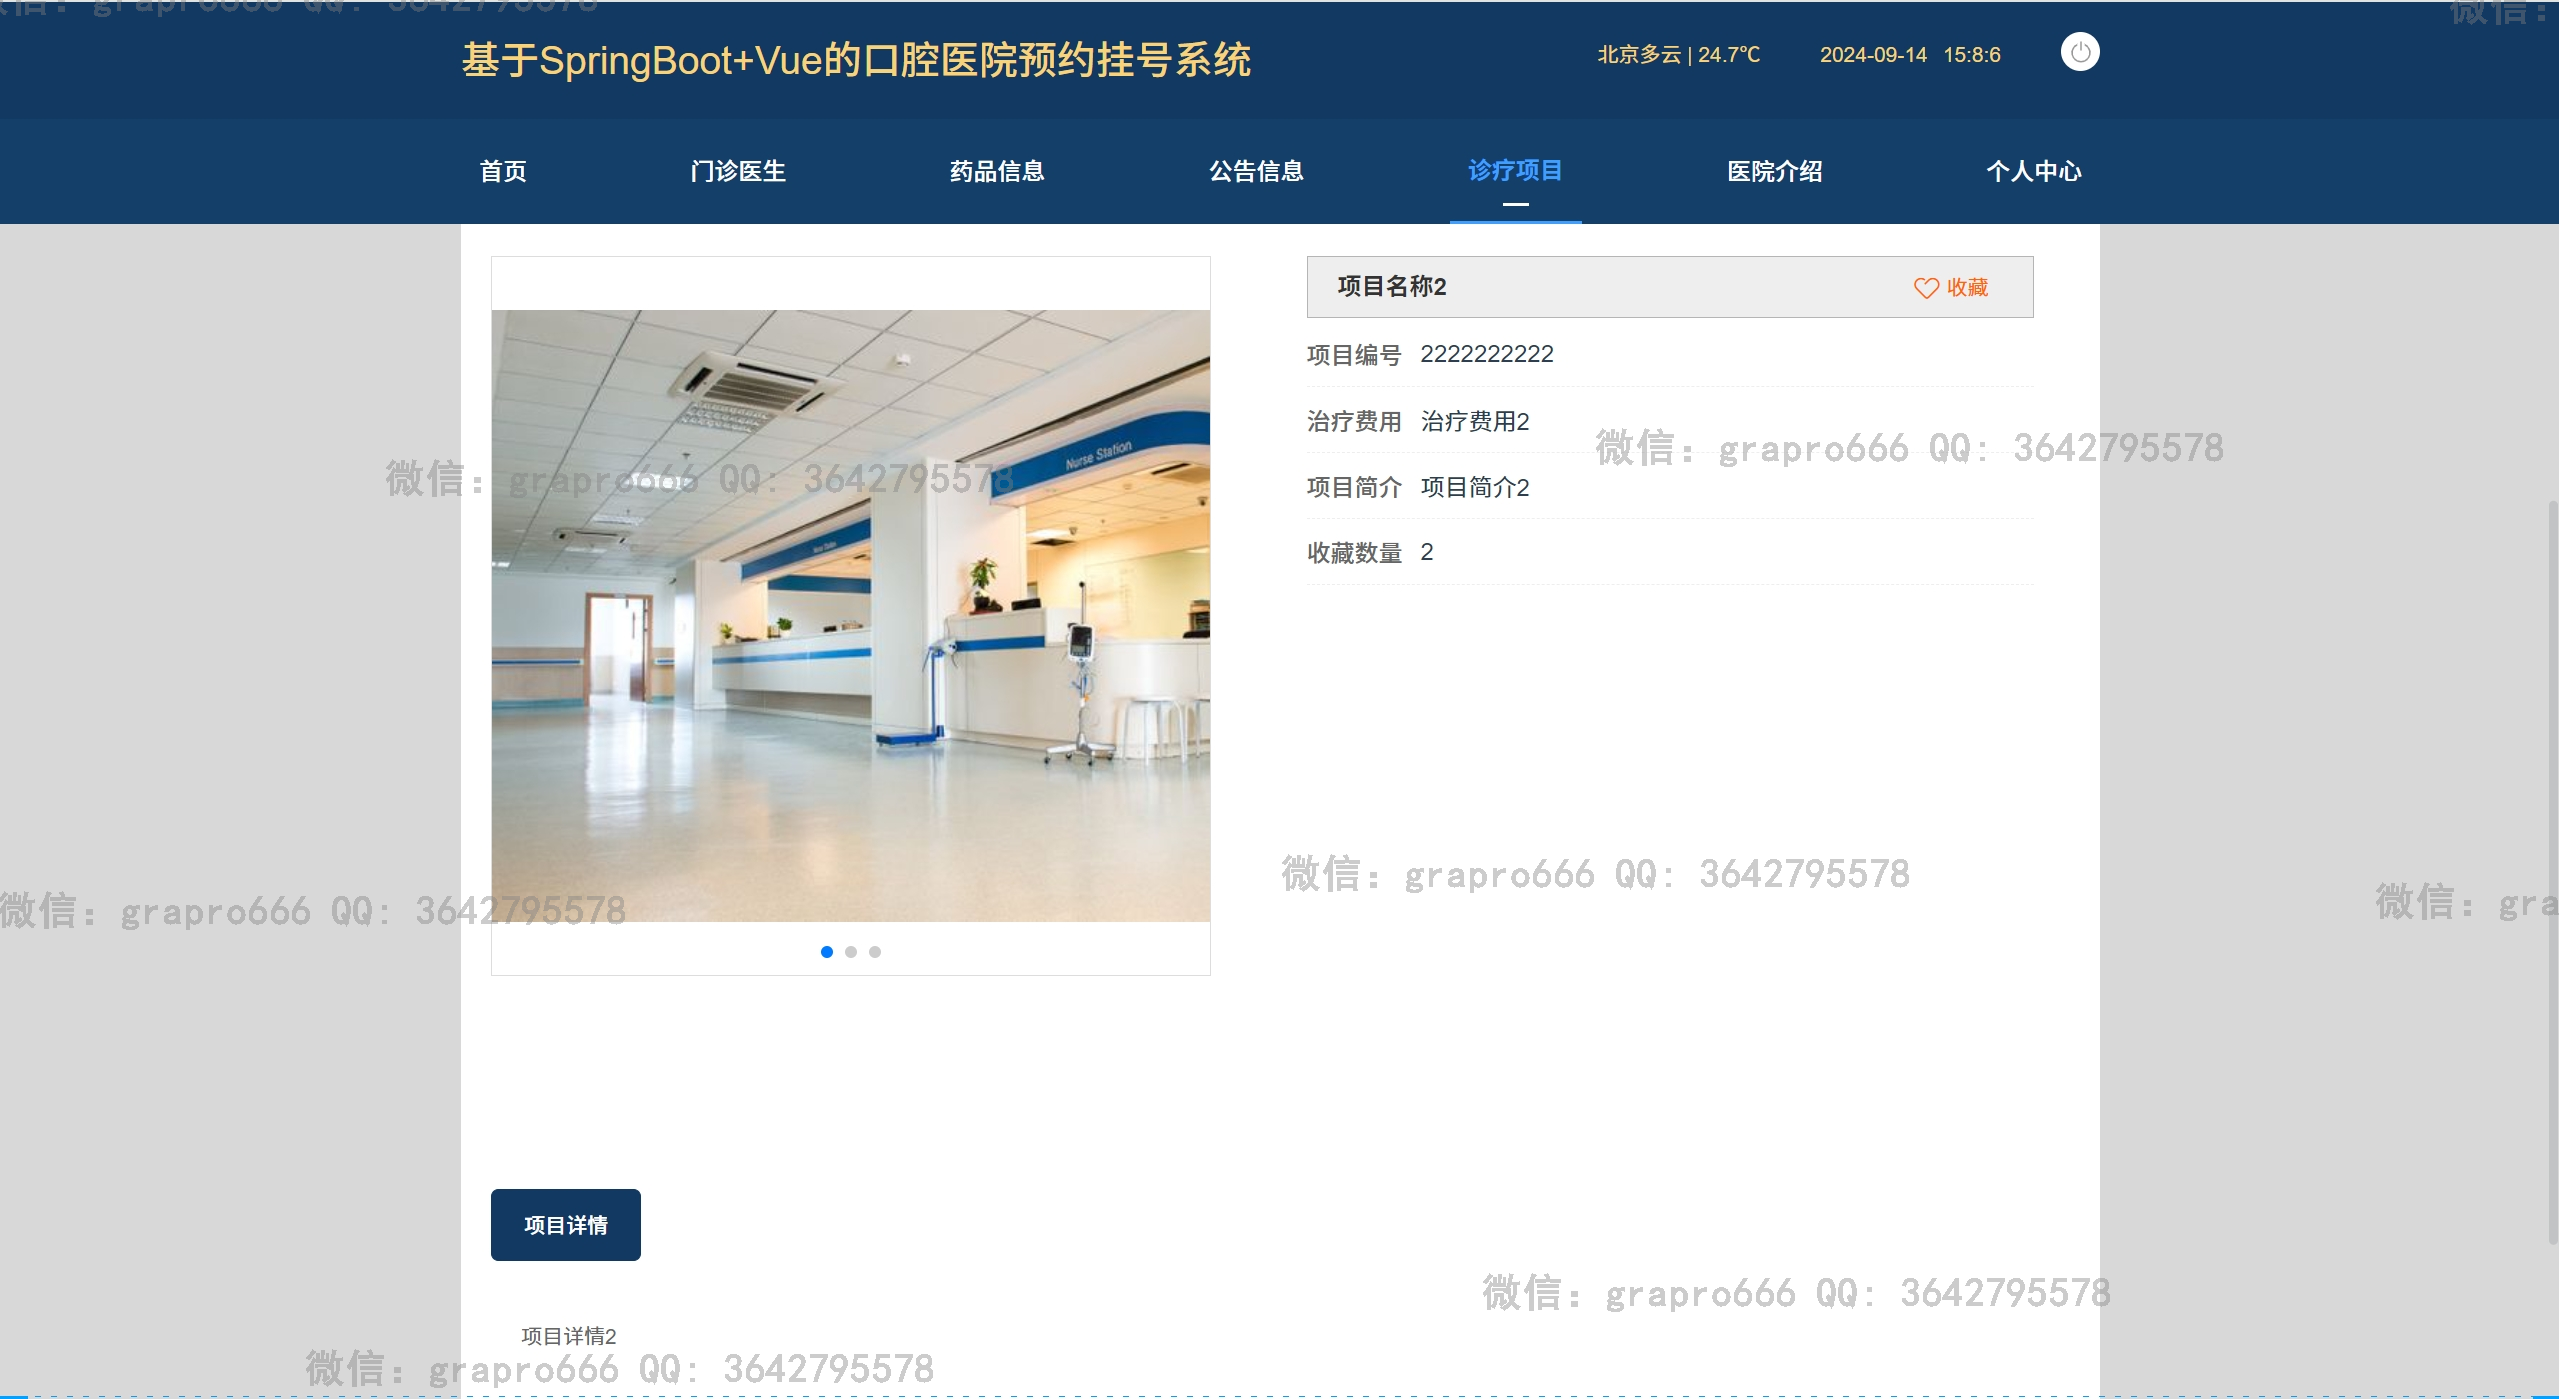 微信: grapro666 QQ: 3642795578
微信:
基于SpringBoot+Vue的口腔医院预约挂号系统
北京多云 | 24.7℃
2024-09-14 15:8:6
首页
门诊医生
药品信息
公告信息
诊疗项目
医院介绍
个人中心
项目名称2
收藏
项目编号 2222222222
治疗费用 治疗费用2
项目简介 项目简介2
收藏数量 2
Nurse Station
微信: grapro666 QQ: 3642795578
微信: grapro666 QQ: 3642795578
微信: grapro666 QQ: 3642795578
微信: grapro666 QQ: 3642795578
微信: gra
项目详情
微信: grapro666 QQ: 3642795578
项目详情2
微信: grapro666 QQ: 3642795578